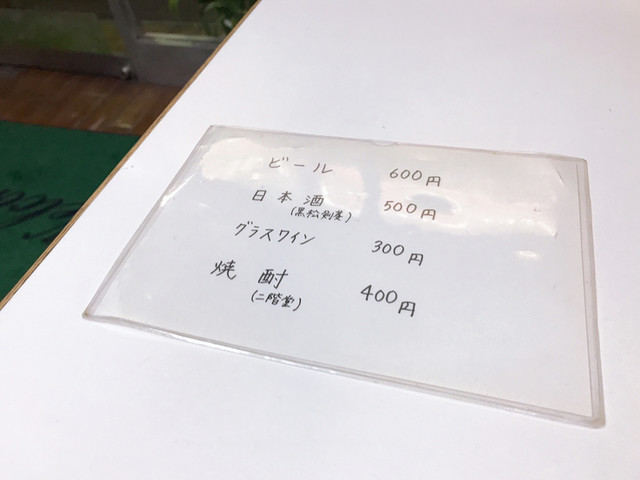 ビール 600円
日本酒 500円
(黒松剣菱)
グラスワイン 300円
焼酎 400円
(二階堂)